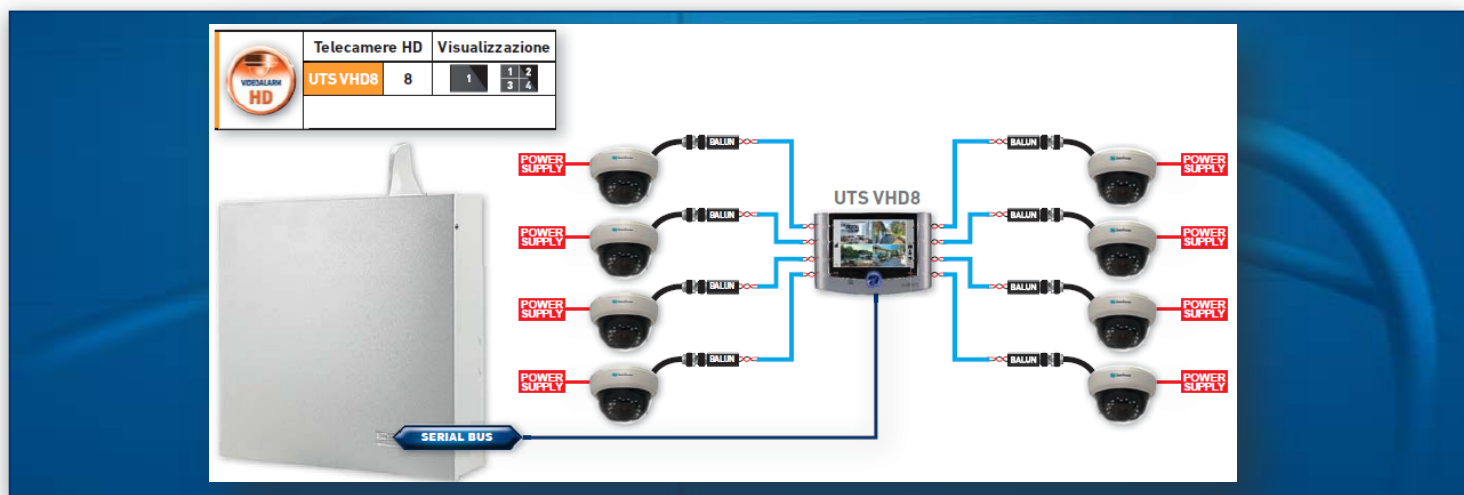 Telecamere HD Visualizzazione
VIDEOALARM
HD
UTS VHD8 8 1 1 2
3 4
UTS VHD8
POWER
SUPPLY
BALUN
BALUN
POWER
SUPPLY
POWER
SUPPLY
BALUN
BALUN
POWER
SUPPLY
POWER
SUPPLY
BALUN
BALUN
POWER
SUPPLY
POWER
SUPPLY
BALUN
BALUN
POWER
SUPPLY
SERIAL BUS